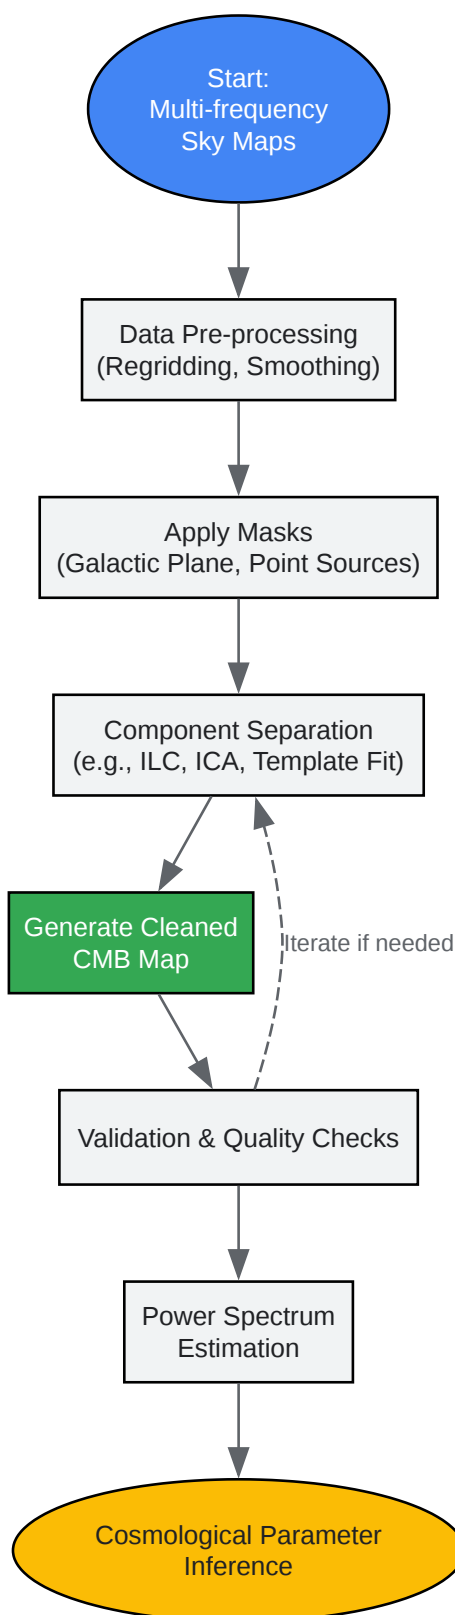 Start:
Multi-frequency
Sky Maps
Data Pre-processing
(Regridding, Smoothing)
Apply Masks
(Galactic Plane, Point Sources)
Component Separation
(e.g., ILC, ICA, Template Fit)
Generate Cleaned
CMB Map
Iterate if needed
Validation & Quality Checks
Power Spectrum
Estimation
Cosmological Parameter
Inference